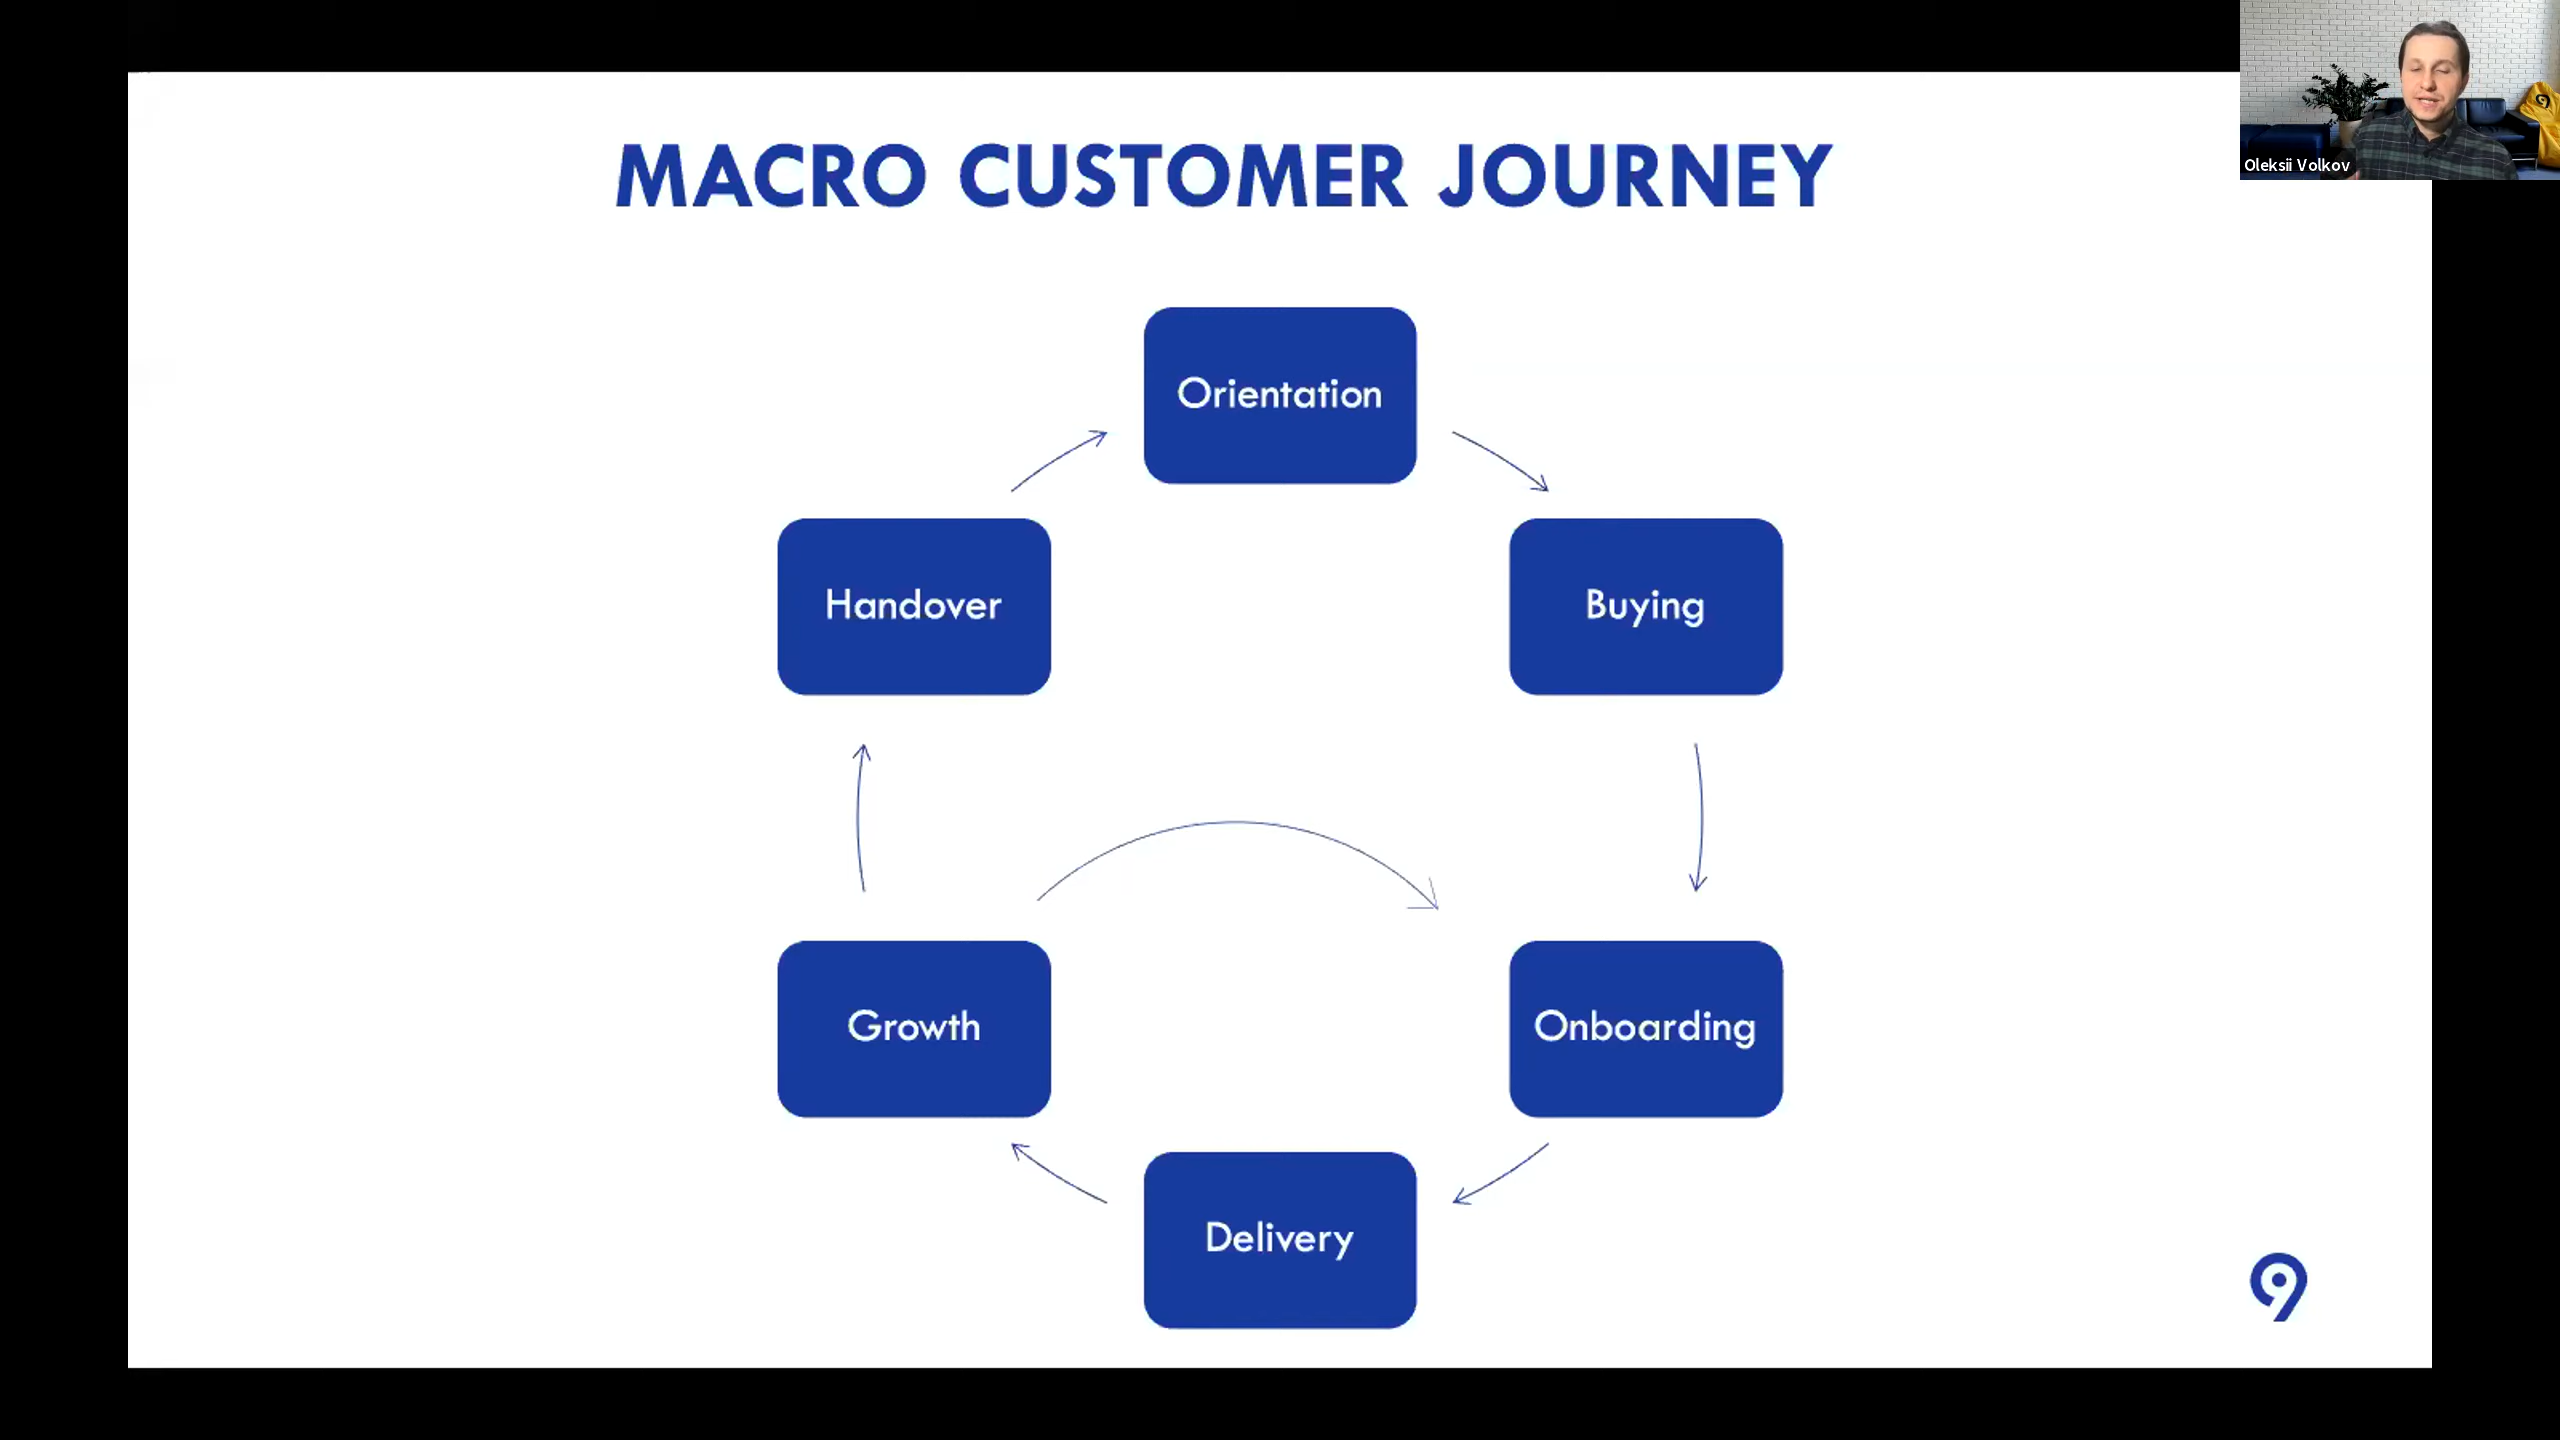 MACRO CUSTOMER JOURNEY
Oleksii Volkov
Orientation
Handover
Buying
Growth
Onboarding
Delivery